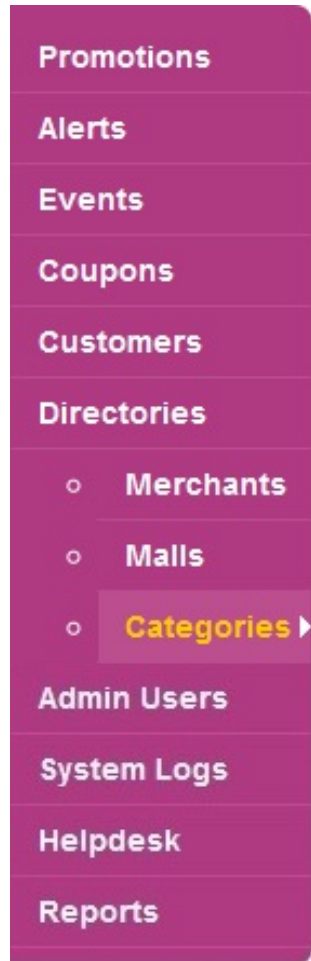 Promotions
Alerts
Events
Coupons
Customers
Directories
Merchants
Malls
Categories
Admin Users
System Logs
Helpdesk
Reports